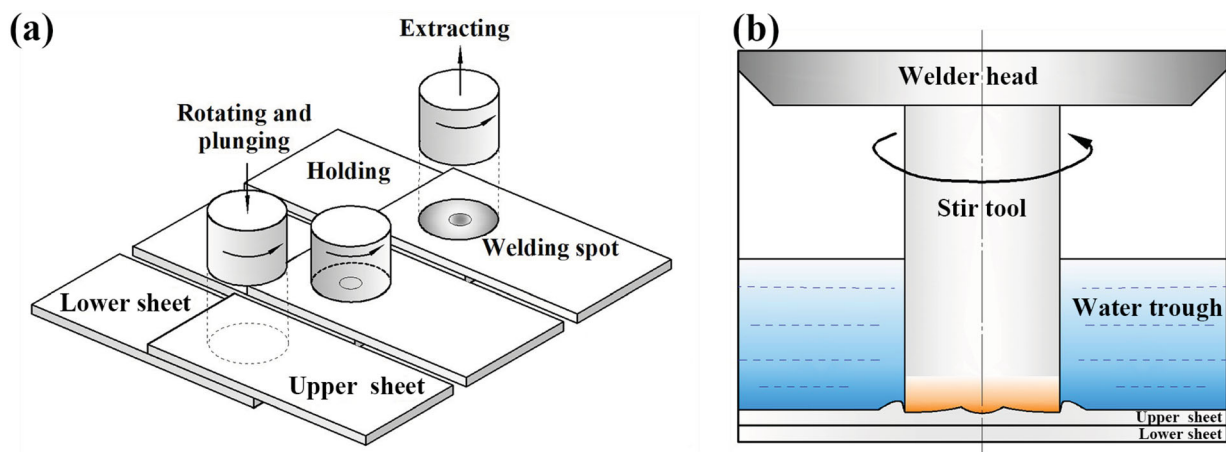 (a)
Extracting
Rotating and
plunging
Holding
Welding spot
Lower sheet
Upper sheet
(b)
Welder head
Stir tool
Water trough
Upper sheet
Lower sheet